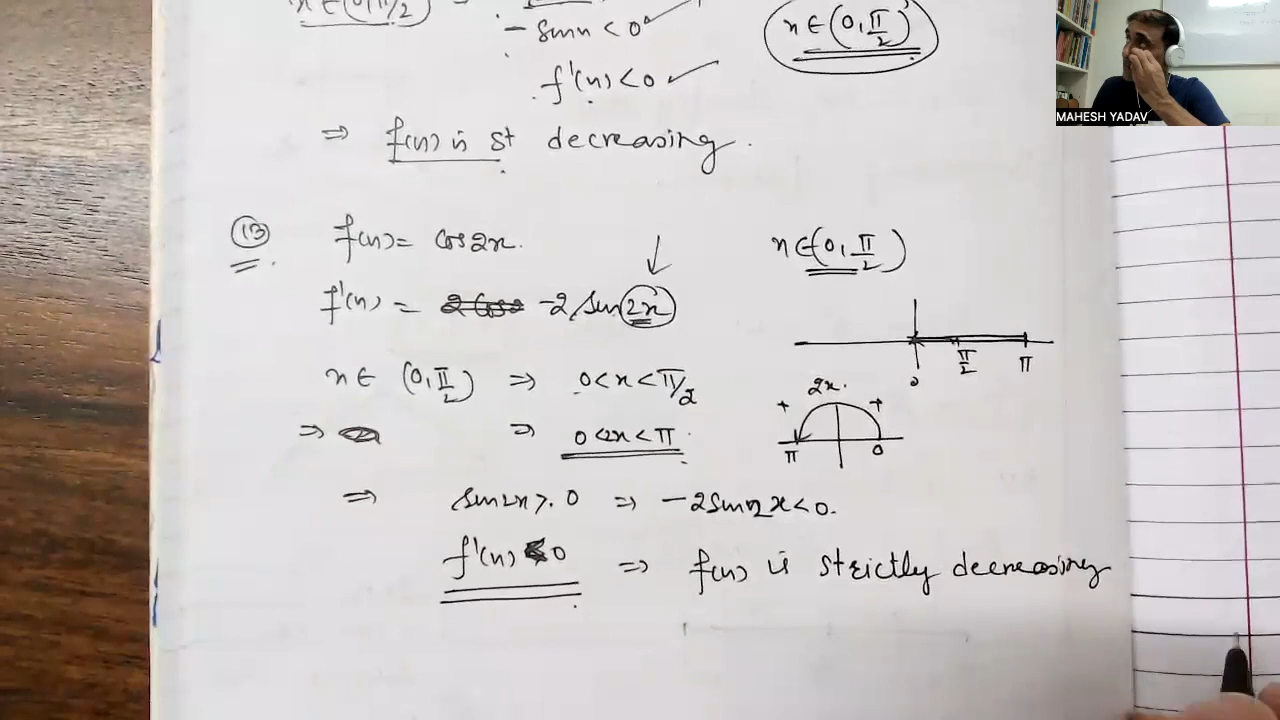 x ∈ (0, π/2)
- sin x < 0
x ∈ (0, π/2)
f'(x) < 0 ✓
⇒ f(x) is st decreasing.
MAHESH YADAV
(13) f(x) = cos 2x.
x ∈ (0, π/2)
f'(x) = -2 sin 2x
x ∈ (0, π/2) ⇒ 0 < x < π/2
0 π/2 π
2x.
+ +
⇒ ⇒ 0 < 2x < π
π 0
⇒ sin 2x > 0 ⇒ -2 sin 2x < 0.
f'(x) < 0 ⇒ f(x) is strictly decreasing